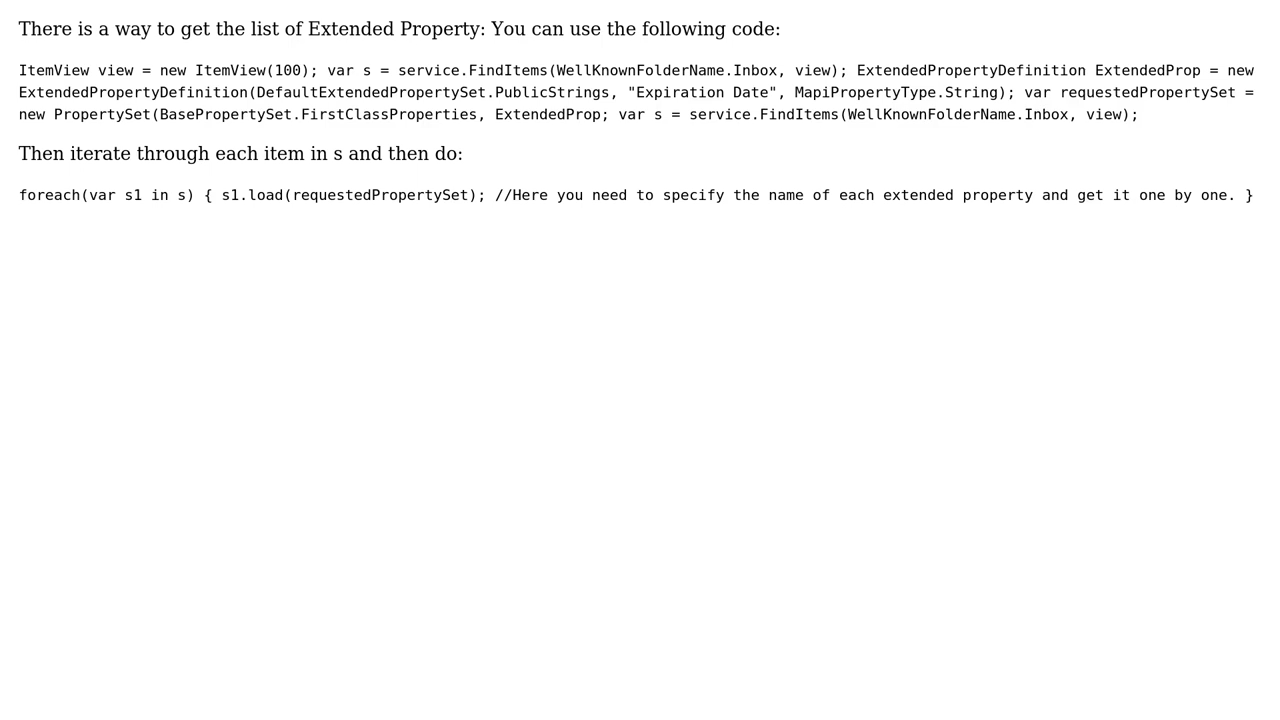 There is a way to get the list of Extended Property: You can use the following code:
ItemView view = new ItemView(100); var s = service.FindItems(WellKnownFolderName.Inbox, view); ExtendedPropertyDefinition ExtendedProp = new
ExtendedPropertyDefinition(DefaultExtendedPropertySet.PublicStrings, "Expiration Date", MapiPropertyType.String); var requestedPropertySet =
new PropertySet(BasePropertySet.FirstClassProperties, ExtendedProp; var s = service.FindItems(WellKnownFolderName.Inbox, view);
Then iterate through each item in s and then do:
foreach(var s1 in s) { s1.load(requestedPropertySet); //Here you need to specify the name of each extended property and get it one by one. }